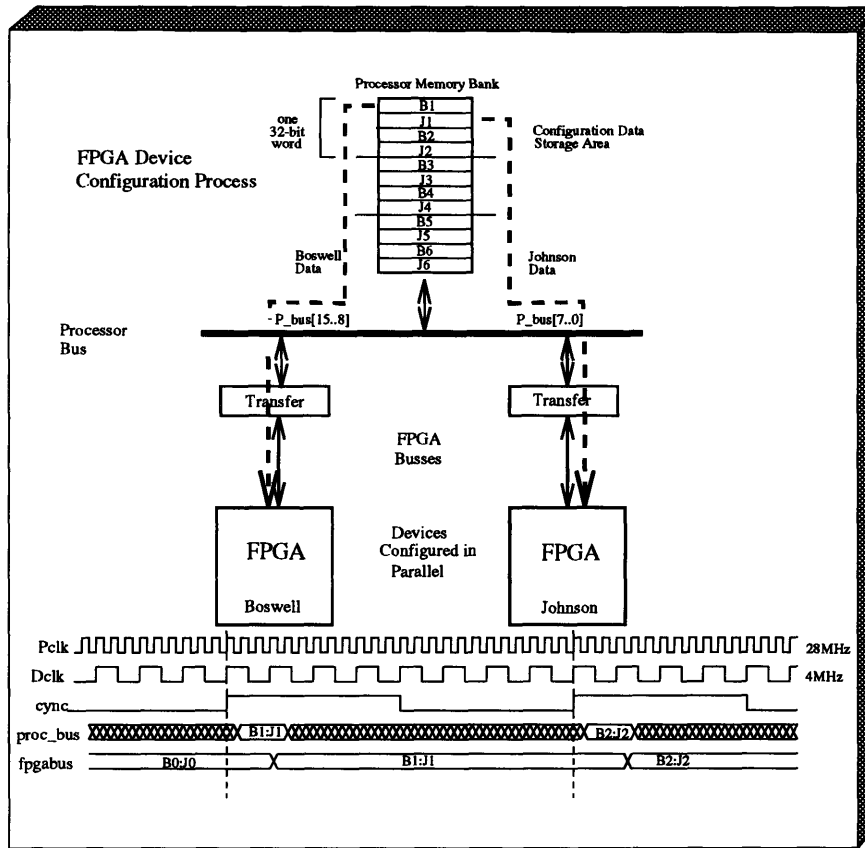 Processor Memory Bank
one
32-bit
word
B1
J1
B2
J2
B3
J3
B4
J4
B5
J5
B6
J6
Configuration Data
Storage Area
FPGA Device
Configuration Process
Boswell
Data
Johnson
Data
- P_bus[15..8]
P_bus[7..0]
Processor
Bus
Transfer
Transfer
FPGA
Busses
FPGA
Boswell
Devices
Configured in
Parallel
FPGA
Johnson
Pclk
28MHz
Dclk
4MHz
cync
proc_bus
B1:J1
B2:J2
fpgabus
B0:J0
B1:J1
B2:J2